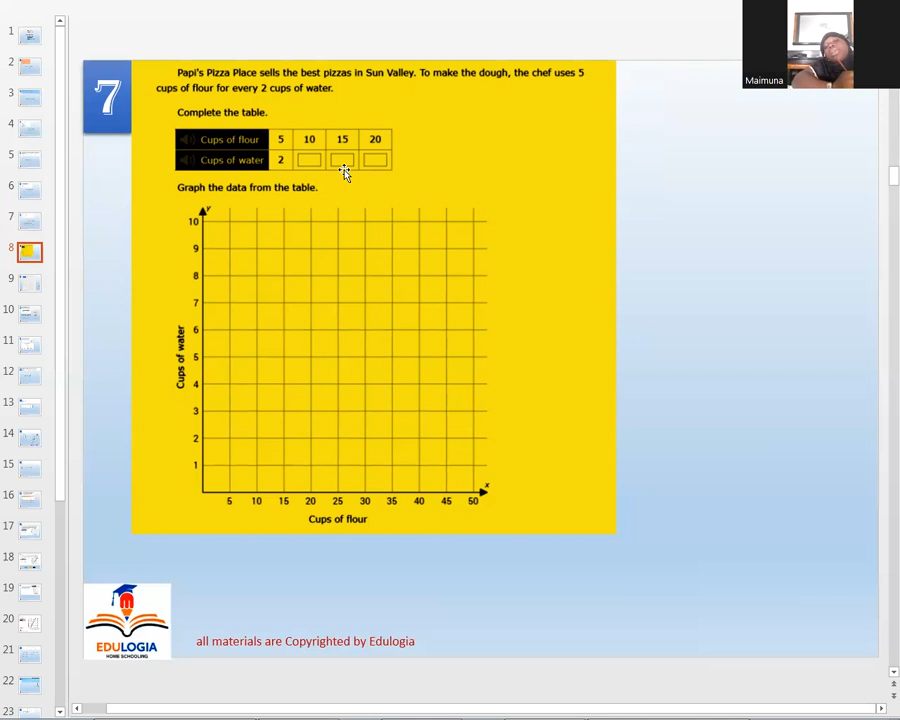 7
Papi's Pizza Place sells the best pizzas in Sun Valley. To make the dough, the chef uses 5
cups of flour for every 2 cups of water.
Complete the table.
Cups of flour 5 10 15 20
Cups of water 2
Graph the data from the table.
y
10
9
8
7
6
5
4
3
2
1
Cups of water
x
5 10 15 20 25 30 35 40 45 50
Cups of flour
EDULOGIA
HOME SCHOOLING
all materials are Copyrighted by Edulogia
Maimuna
1
2
3
4
5
6
7
8
9
10
11
12
13
14
15
16
17
18
19
20
21
22
23